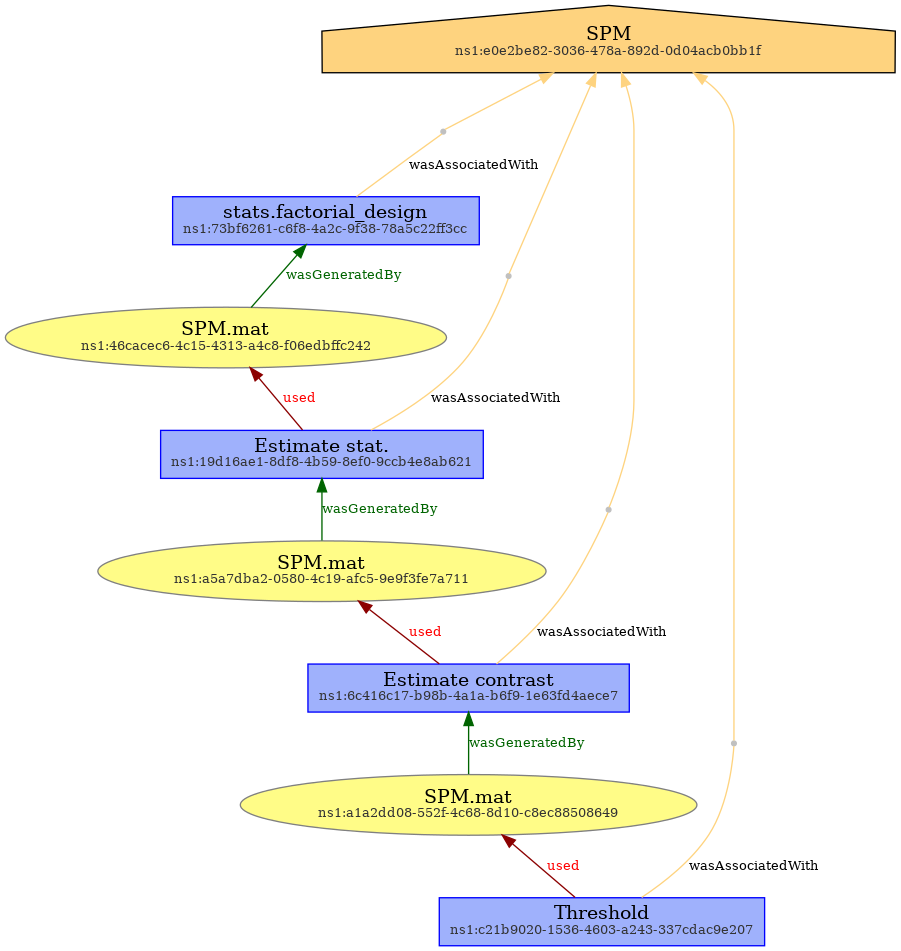 SPM
ns1:e0e2be82-3036-478a-892d-0d04acb0bb1f
wasAssociatedWith
stats.factorial_design
ns1:73bf6261-c6f8-4a2c-9f38-78a5c22ff3cc
wasGeneratedBy
SPM.mat
ns1:46cacec6-4c15-4313-a4c8-f06edbffc242
used
wasAssociatedWith
Estimate stat.
ns1:19d16ae1-8df8-4b59-8ef0-9ccb4e8ab621
wasGeneratedBy
SPM.mat
ns1:a5a7dba2-0580-4c19-afc5-9e9f3fe7a711
used
wasAssociatedWith
Estimate contrast
ns1:6c416c17-b98b-4a1a-b6f9-1e63fd4aece7
wasGeneratedBy
SPM.mat
ns1:a1a2dd08-552f-4c68-8d10-c8ec88508649
used
wasAssociatedWith
Threshold
ns1:c21b9020-1536-4603-a243-337cdac9e207